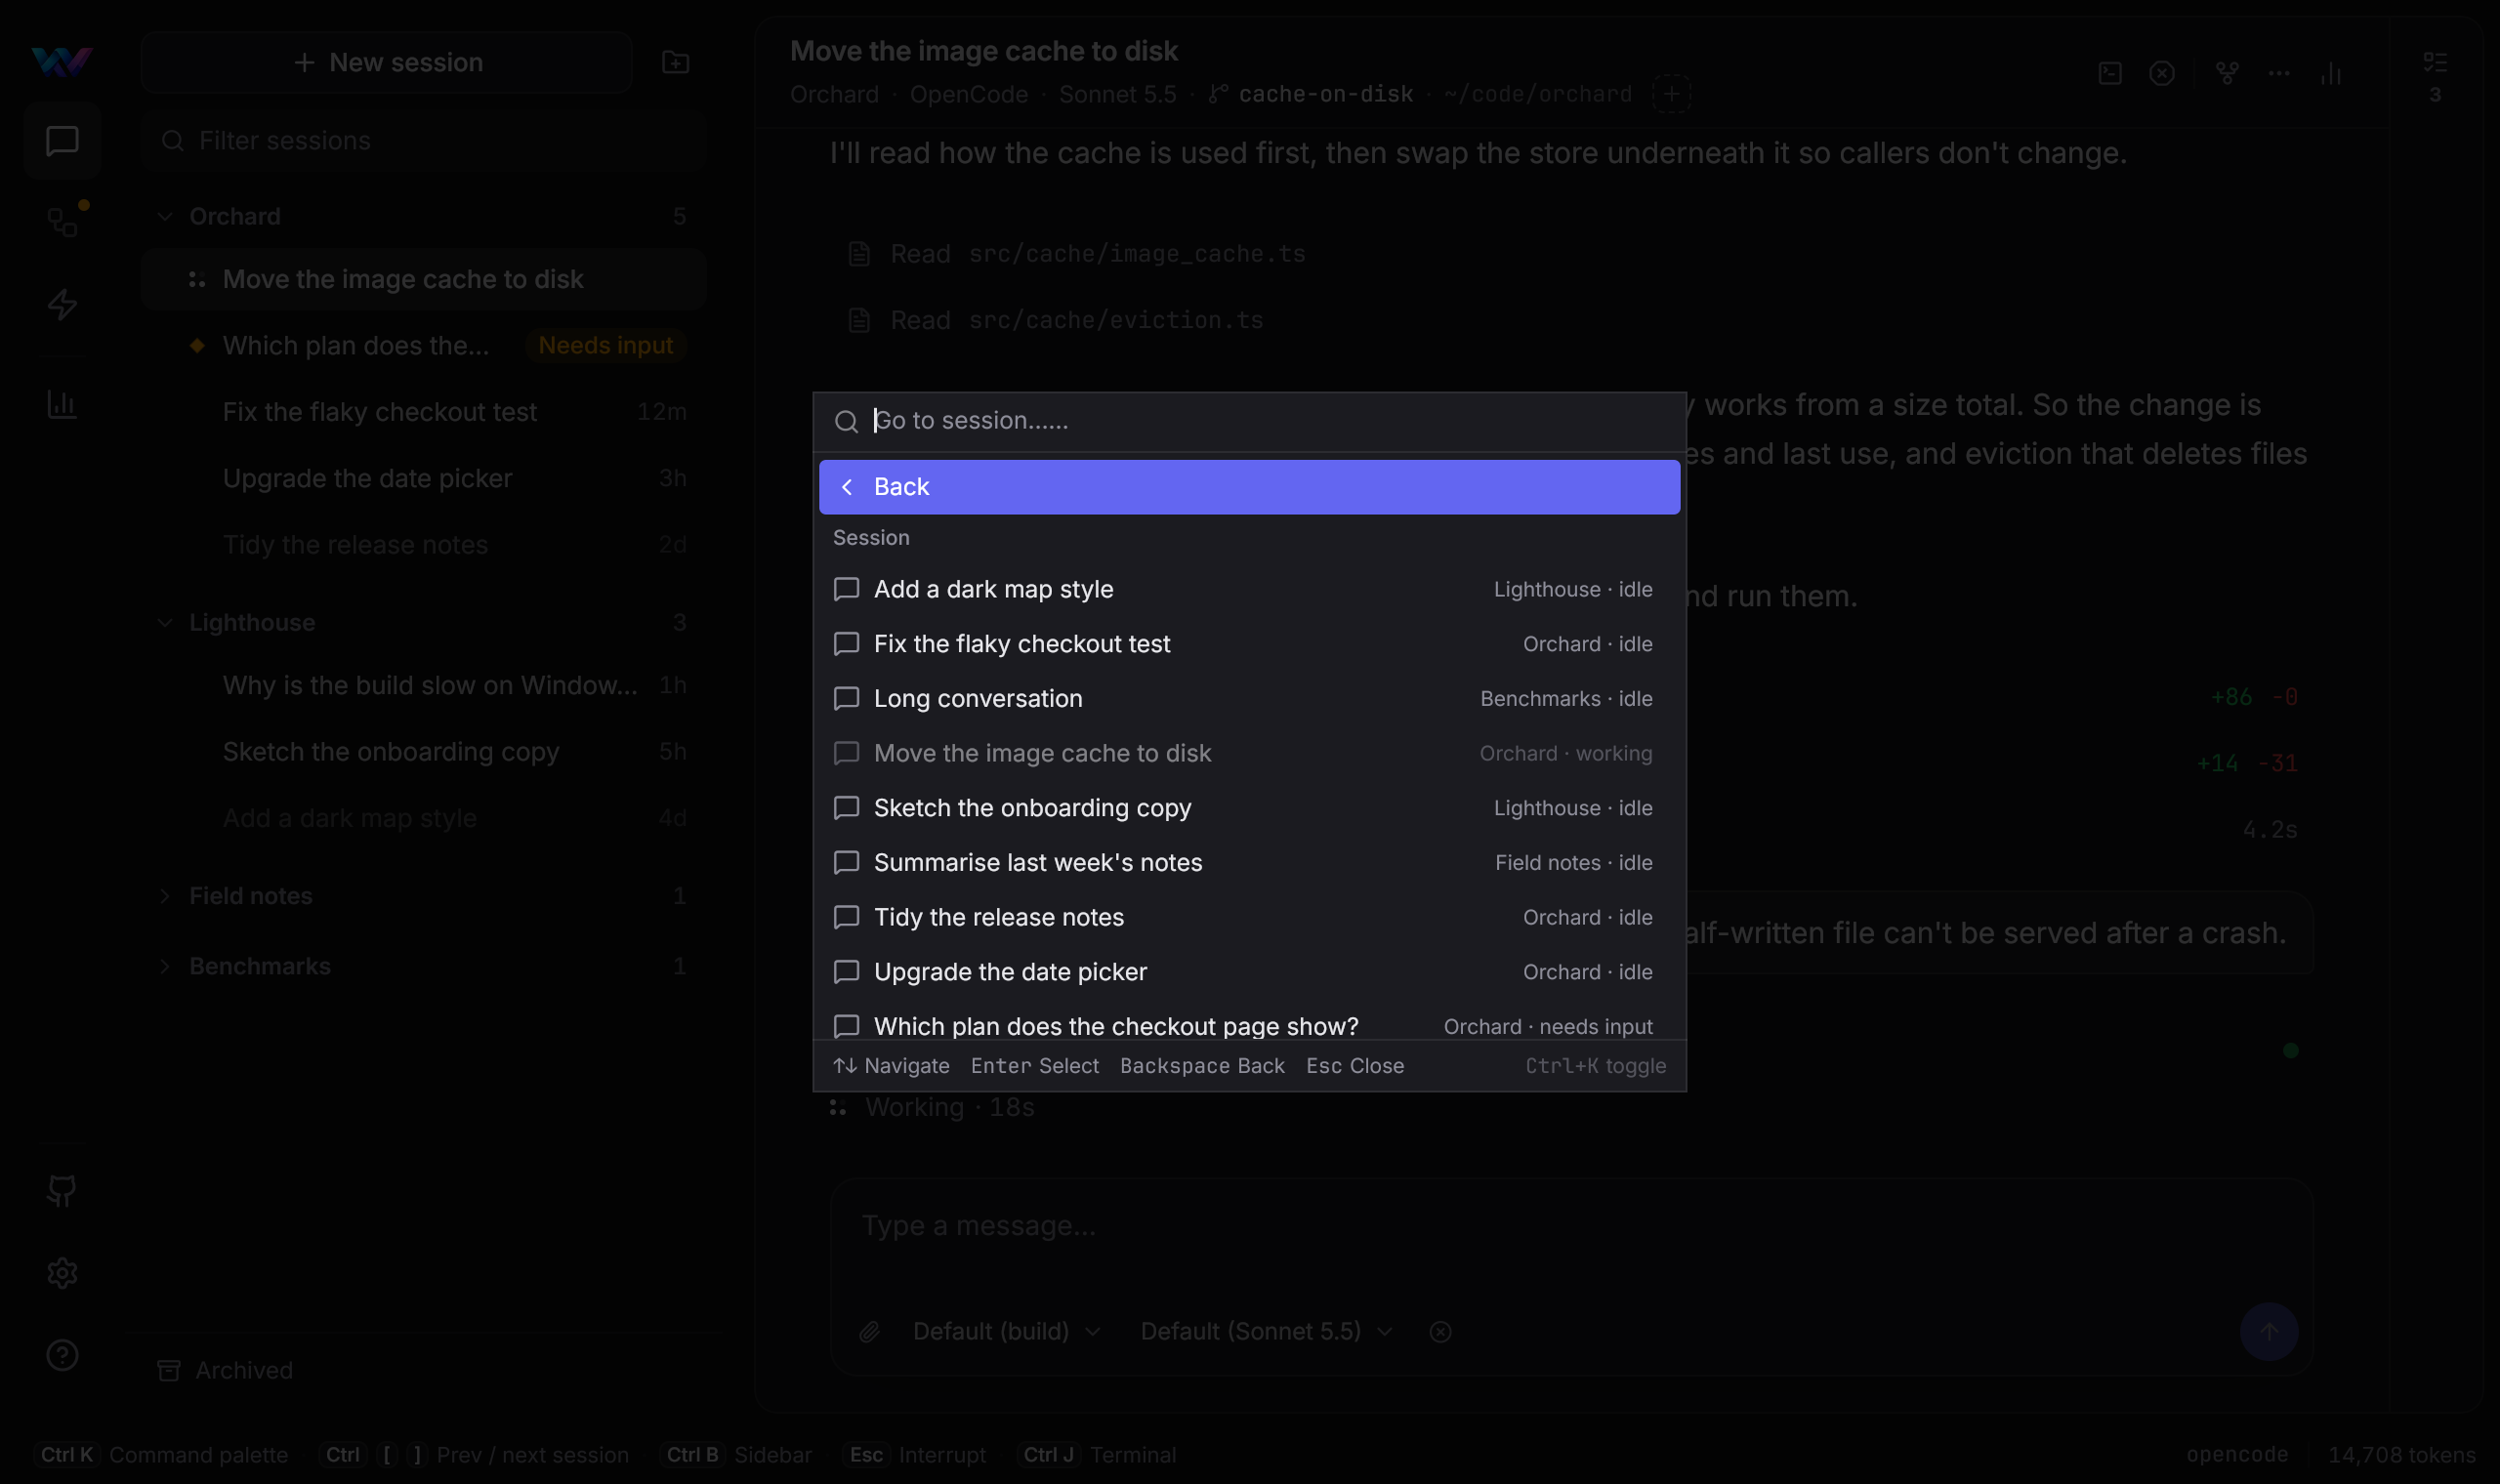 New session
Filter sessions
Orchard 5
Move the image cache to disk
Which plan does the... Needs input
Fix the flaky checkout test 12m
Upgrade the date picker 3h
Tidy the release notes 2d
Lighthouse 3
Why is the build slow on Window... 1h
Sketch the onboarding copy 5h
Add a dark map style 4d
Field notes 1
Benchmarks 1
Archived
Move the image cache to disk
Orchard · OpenCode · Sonnet 5.5 · cache-on-disk · ~/code/orchard
3
I'll read how the cache is used first, then swap the store underneath it so callers don't change.
Read src/cache/image_cache.ts
Read src/cache/eviction.ts
works from a size total. So the change is
es and last use, and eviction that deletes files
nd run them.
+86 -0
+14 -31
4.2s
alf-written file can't be served after a crash.
Go to session......
Back
Session
Add a dark map style Lighthouse · idle
Fix the flaky checkout test Orchard · idle
Long conversation Benchmarks · idle
Move the image cache to disk Orchard · working
Sketch the onboarding copy Lighthouse · idle
Summarise last week's notes Field notes · idle
Tidy the release notes Orchard · idle
Upgrade the date picker Orchard · idle
Which plan does the checkout page show? Orchard · needs input
↑↓ Navigate Enter Select Backspace Back Esc Close Ctrl+K toggle
Working · 18s
Type a message...
Default (build) Default (Sonnet 5.5)
Ctrl K Command palette Ctrl [ ] Prev / next session Ctrl B Sidebar Esc Interrupt Ctrl J Terminal opencode 14,708 tokens